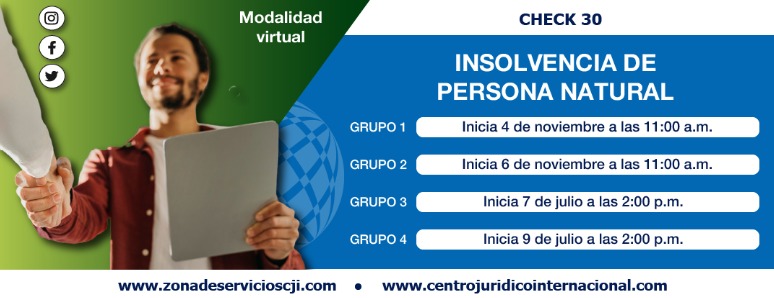 Modalidad
virtual
CHECK 30
INSOLVENCIA DE
PERSONA NATURAL
GRUPO 1 Inicia 4 de noviembre a las 11:00 a.m.
GRUPO 2 Inicia 6 de noviembre a las 11:00 a.m.
GRUPO 3 Inicia 7 de julio a las 2:00 p.m.
GRUPO 4 Inicia 9 de julio a las 2:00 p.m.
www.zonadeservicioscji.com • www.centrojuridicointernacional.com